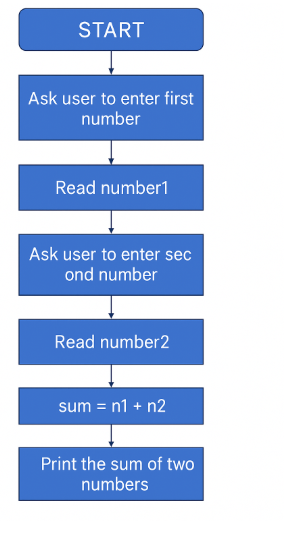 START
Ask user to enter first
number
Read number1
Ask user to enter sec
ond number
Read number2
sum = n1 + n2
Print the sum of two
numbers